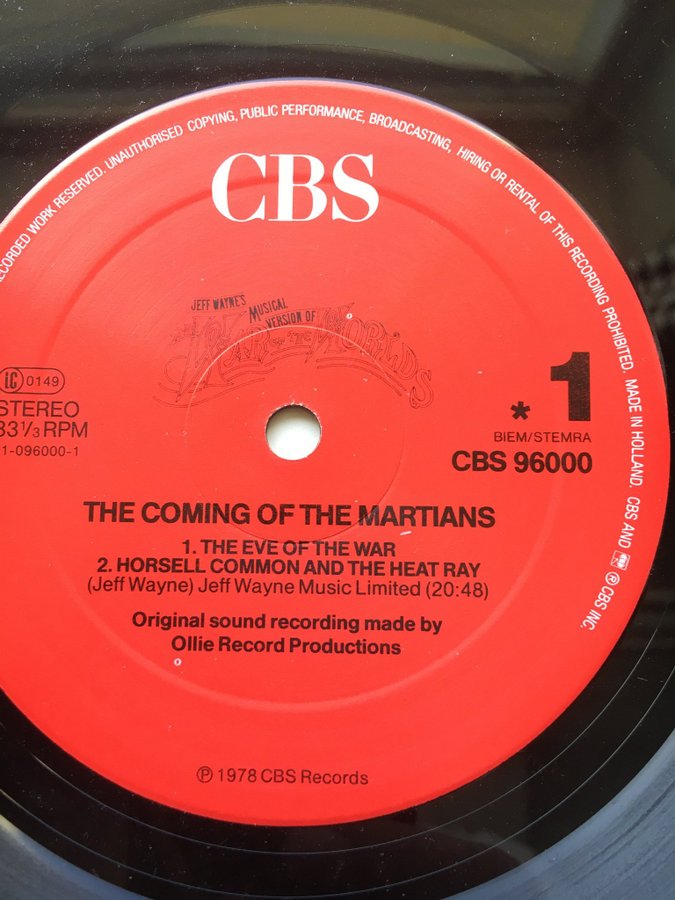 RECORDED WORK RESERVED. UNAUTHORISED COPYING, PUBLIC PERFORMANCE, BROADCASTING, HIRING OR RENTAL OF THIS RECORDING PROHIBITED. MADE IN HOLLAND. CBS AND ℗ CBS INC.
CBS
JEFF WAYNE'S
MUSICAL
VERSION OF
THE WAR OF THE WORLDS
LC 0149
STEREO
33 1/3 RPM
1-096000-1
* 1
BIEM/STEMRA
CBS 96000
THE COMING OF THE MARTIANS
1. THE EVE OF THE WAR
2. HORSELL COMMON AND THE HEAT RAY
(Jeff Wayne) Jeff Wayne Music Limited (20:48)
Original sound recording made by
Ollie Record Productions
℗ 1978 CBS Records